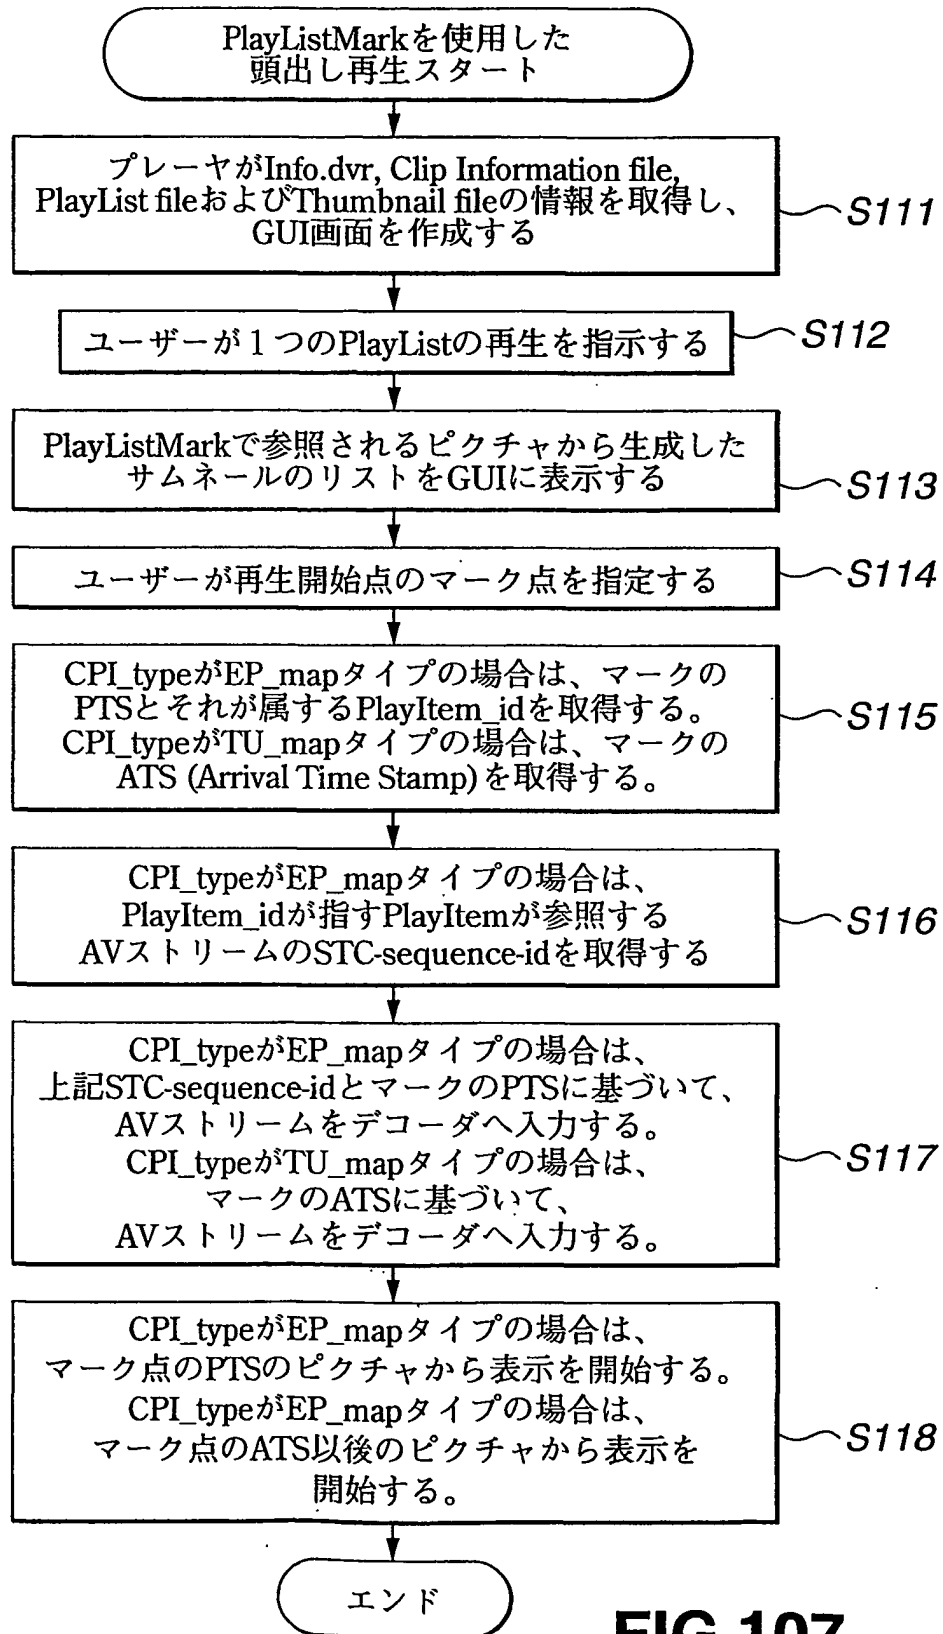 PlayListMarkを使用した
頭出し再生スタート
プレーヤがInfo.dvr, Clip Information file,
PlayList fileおよびThumbnail fileの情報を取得し、
GUI画面を作成する
S111
ユーザーが1つのPlayListの再生を指示する
S112
PlayListMarkで参照されるピクチャから生成した
サムネールのリストをGUIに表示する
S113
ユーザーが再生開始点のマーク点を指定する
S114
CPI_typeがEP_mapタイプの場合は、マークの
PTSとそれが属するPlayItem_idを取得する。
CPI_typeがTU_mapタイプの場合は、マークの
ATS (Arrival Time Stamp)を取得する。
S115
CPI_typeがEP_mapタイプの場合は、
PlayItem_idが指すPlayItemが参照する
AVストリームのSTC-sequence-idを取得する
S116
CPI_typeがEP_mapタイプの場合は、
上記STC-sequence-idとマークのPTSに基づいて、
AVストリームをデコーダへ入力する。
CPI_typeがTU_mapタイプの場合は、
マークのATSに基づいて、
AVストリームをデコーダへ入力する。
S117
CPI_typeがEP_mapタイプの場合は、
マーク点のPTSのピクチャから表示を開始する。
CPI_typeがEP_mapタイプの場合は、
マーク点のATS以後のピクチャから表示を
開始する。
S118
エンド
FIG.107